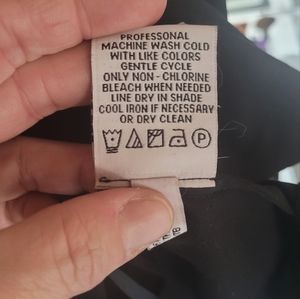 PROFESSONAL
MACHINE WASH COLD
WITH LIKE COLORS
GENTLE CYCLE
ONLY NON - CHLORINE
BLEACH WHEN NEEDED
LINE DRY IN SHADE
COOL IRON IF NECESSARY
OR DRY CLEAN
P